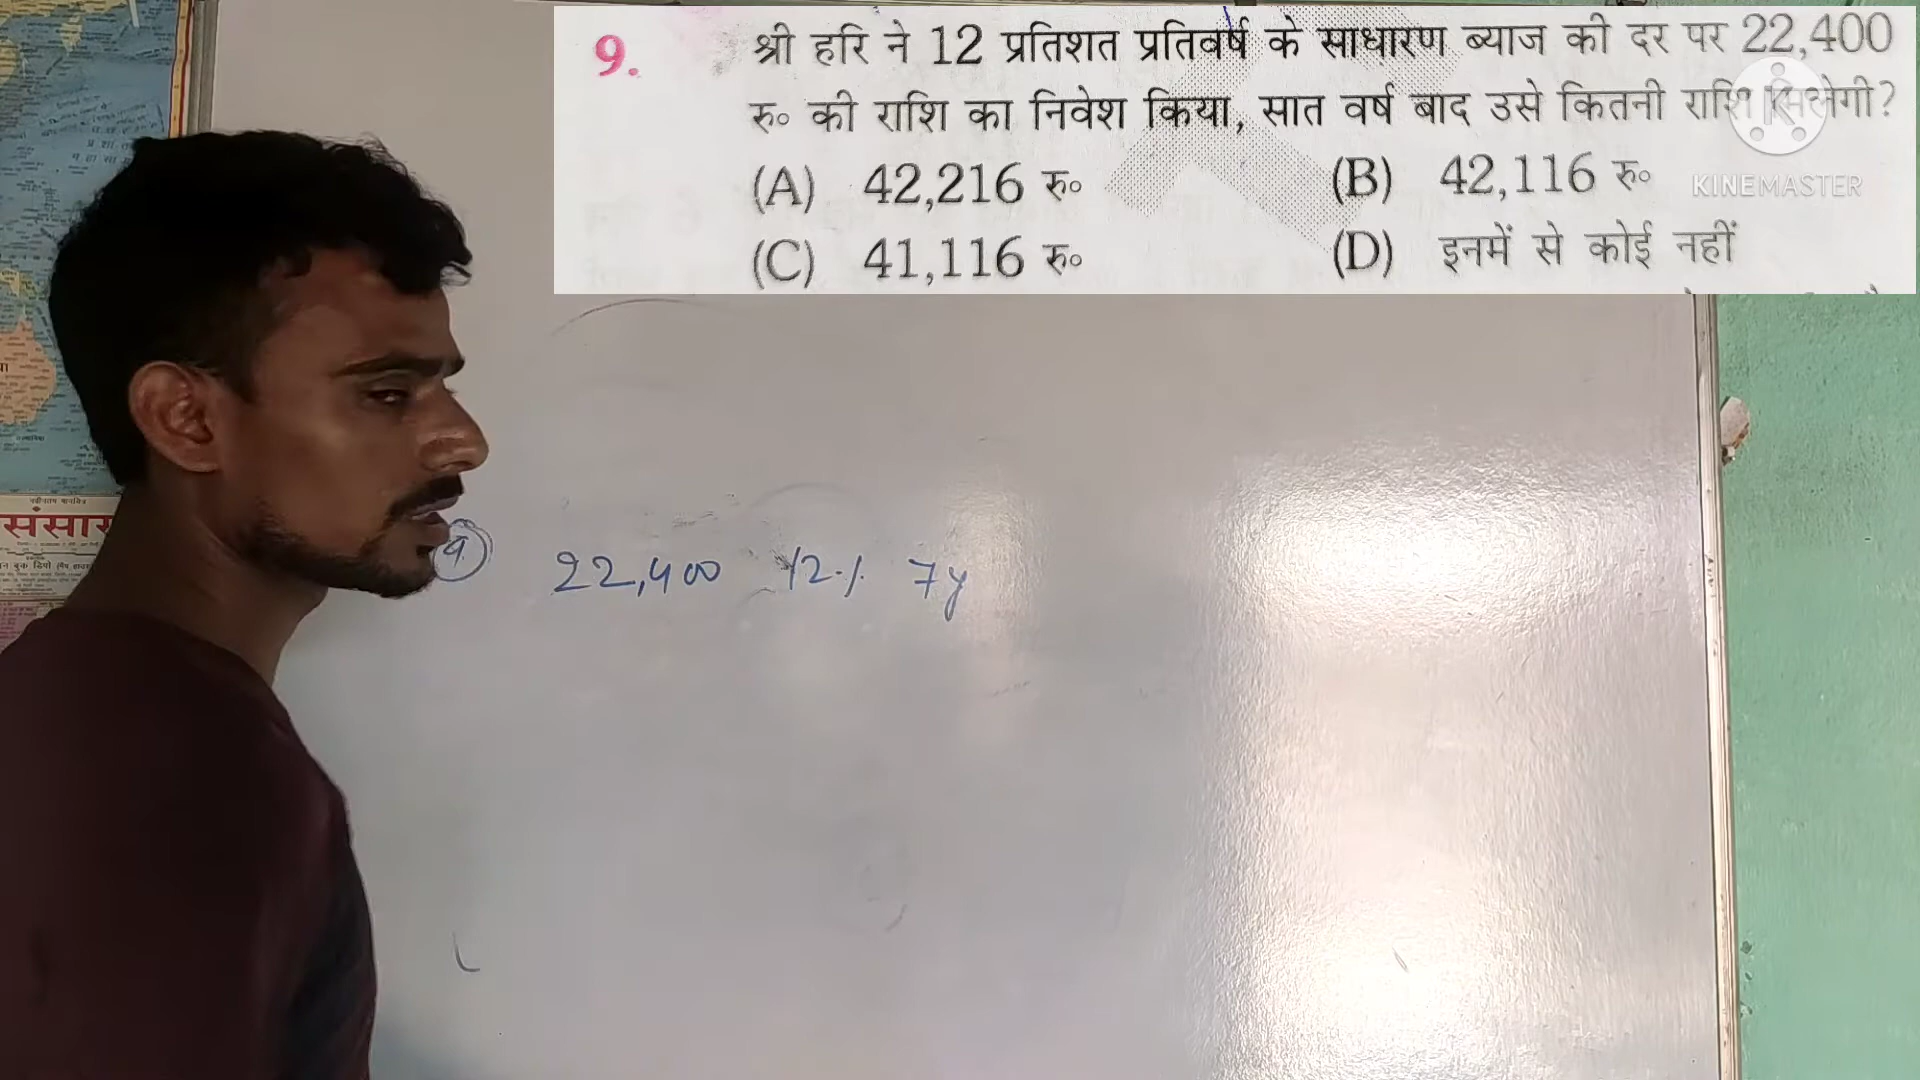 9. श्री हरि ने 12 प्रतिशत प्रतिवर्ष के साधारण ब्याज की दर पर 22,400
रु० की राशि का निवेश किया, सात वर्ष बाद उसे कितनी राशि मिलेगी?
(A) 42,216 रु० (B) 42,116 रु०
KINEMASTER
(C) 41,116 रु० (D) इनमें से कोई नहीं
संसार
9 22,400 12% 7y